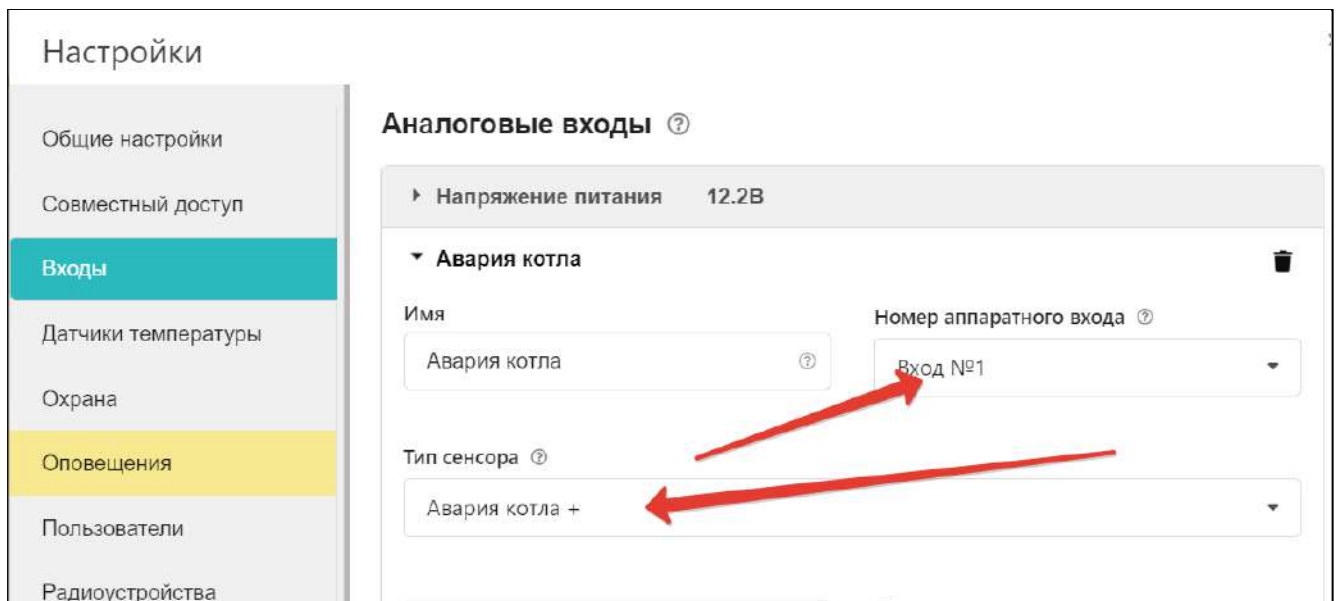 Настройки
Общие настройки
Совместный доступ
Входы
Датчики температуры
Охрана
Оповещения
Пользователи
Радиоустройства
Аналоговые входы ?
Напряжение питания 12.2В
Авария котла
Имя
Авария котла ?
Номер аппаратного входа ?
Вход №1
Тип сенсора ?
Авария котла +